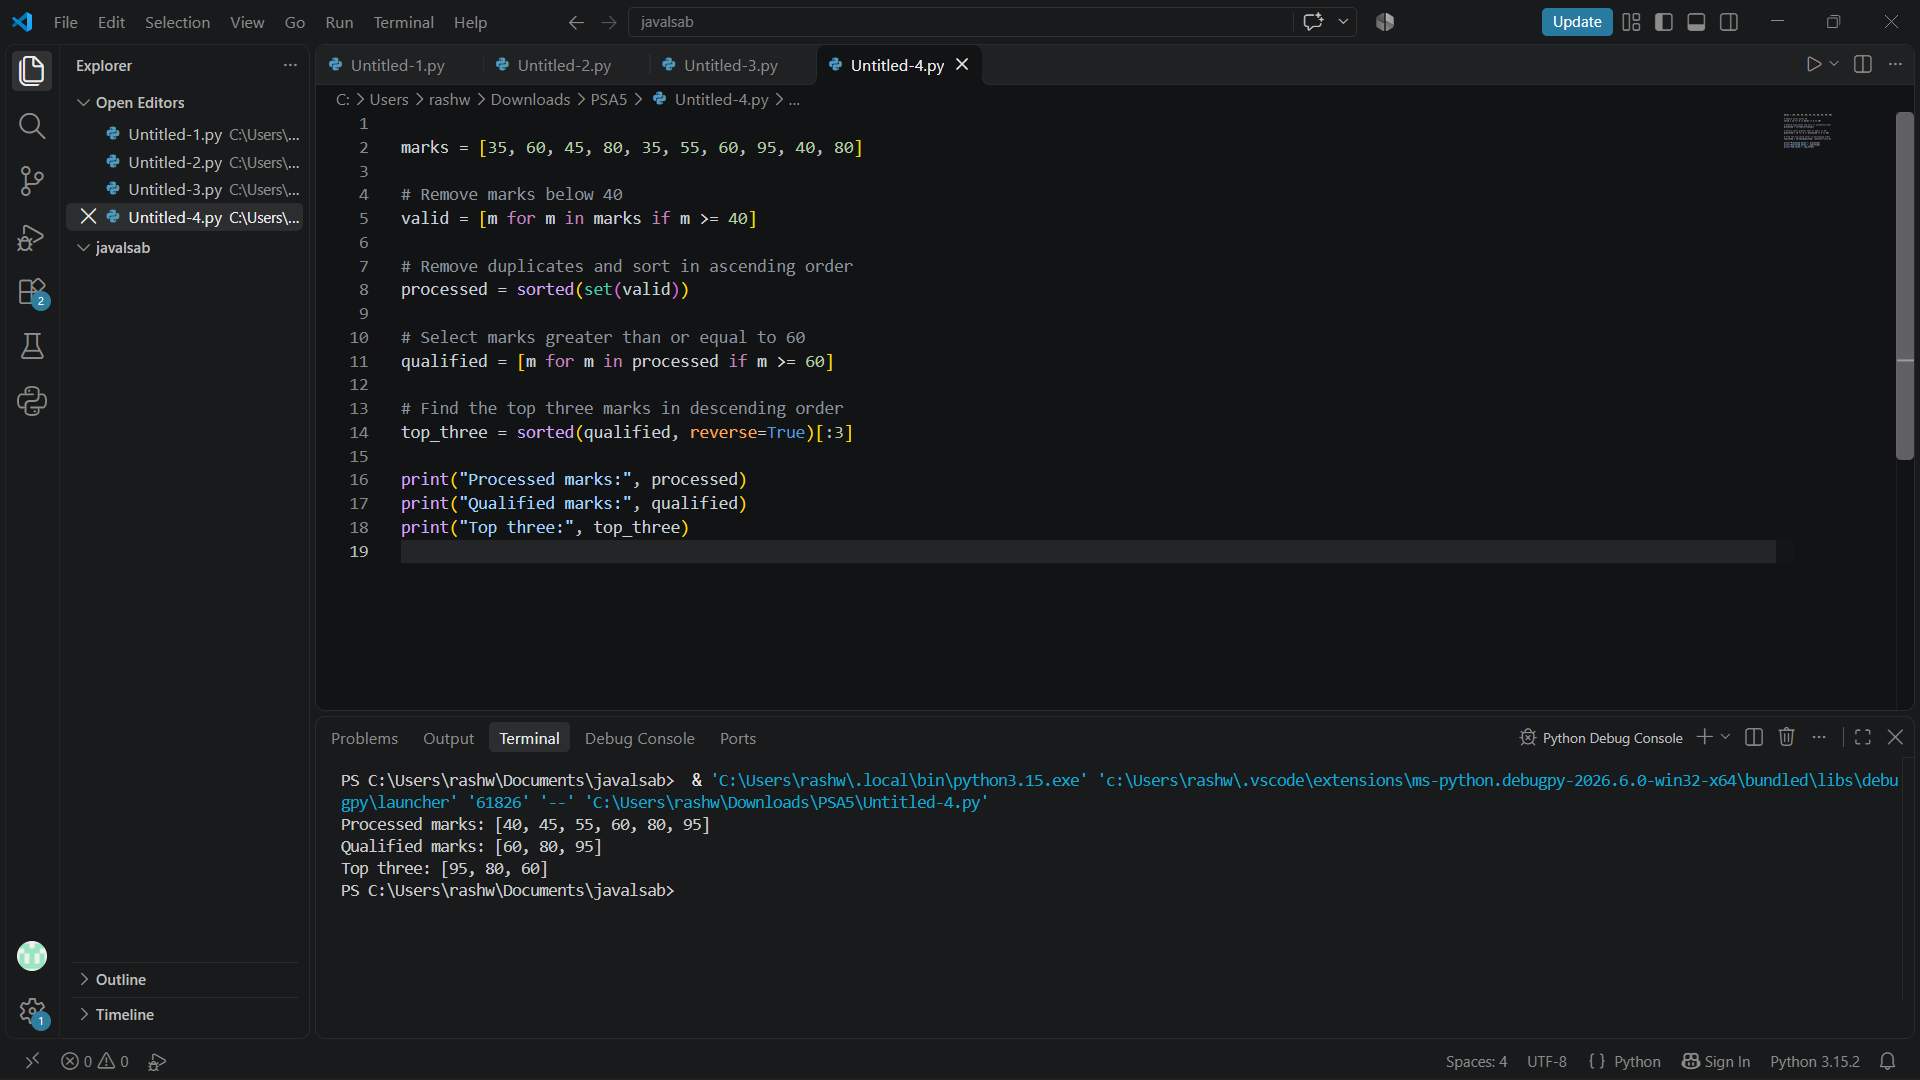 File Edit Selection View Go Run Terminal Help
javalsab
Update
Explorer
Open Editors
Untitled-1.py C:\Users\...
Untitled-2.py C:\Users\...
Untitled-3.py C:\Users\...
Untitled-4.py C:\Users\...
javalsab
2
Outline
Timeline
1
Untitled-1.py Untitled-2.py Untitled-3.py Untitled-4.py
C: > Users > rashw > Downloads > PSA5 > Untitled-4.py > ...
1
2 marks = [35, 60, 45, 80, 35, 55, 60, 95, 40, 80]
3
4 # Remove marks below 40
5 valid = [m for m in marks if m >= 40]
6
7 # Remove duplicates and sort in ascending order
8 processed = sorted(set(valid))
9
10 # Select marks greater than or equal to 60
11 qualified = [m for m in processed if m >= 60]
12
13 # Find the top three marks in descending order
14 top_three = sorted(qualified, reverse=True)[:3]
15
16 print("Processed marks:", processed)
17 print("Qualified marks:", qualified)
18 print("Top three:", top_three)
19
Problems Output Terminal Debug Console Ports
Python Debug Console
PS C:\Users\rashw\Documents\javalsab>  & 'C:\Users\rashw\.local\bin\python3.15.exe' 'c:\Users\rashw\.vscode\extensions\ms-python.debugpy-2026.6.0-win32-x64\bundled\libs\debu
gpy\launcher' '61826' '--' 'C:\Users\rashw\Downloads\PSA5\Untitled-4.py'
Processed marks: [40, 45, 55, 60, 80, 95]
Qualified marks: [60, 80, 95]
Top three: [95, 80, 60]
PS C:\Users\rashw\Documents\javalsab>
0 0
Spaces: 4 UTF-8 {} Python Sign In Python 3.15.2